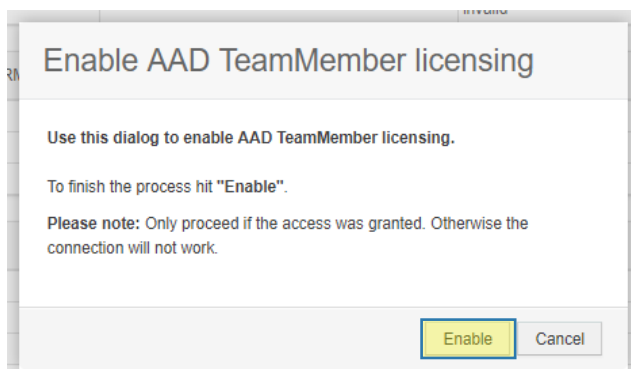 Enable AAD TeamMember licensing
Use this dialog to enable AAD TeamMember licensing.
To finish the process hit "Enable".
Please note: Only proceed if the access was granted. Otherwise the
connection will not work.
Enable Cancel